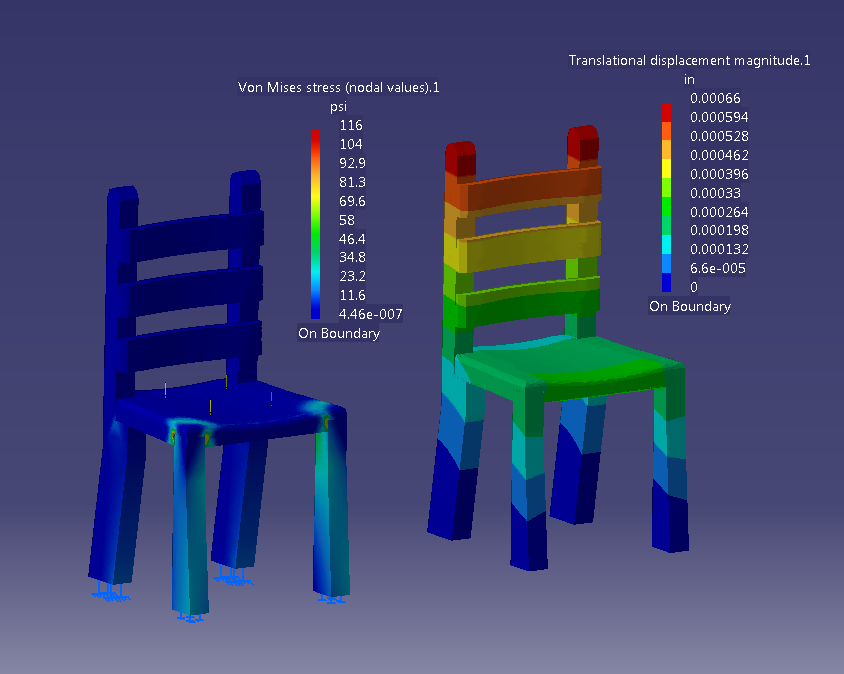 Von Mises stress (nodal values).1
psi
116
104
92.9
81.3
69.6
58
46.4
34.8
23.2
11.6
4.46e-007
On Boundary
Translational displacement magnitude.1
in
0.00066
0.000594
0.000528
0.000462
0.000396
0.00033
0.000264
0.000198
0.000132
6.6e-005
0
On Boundary